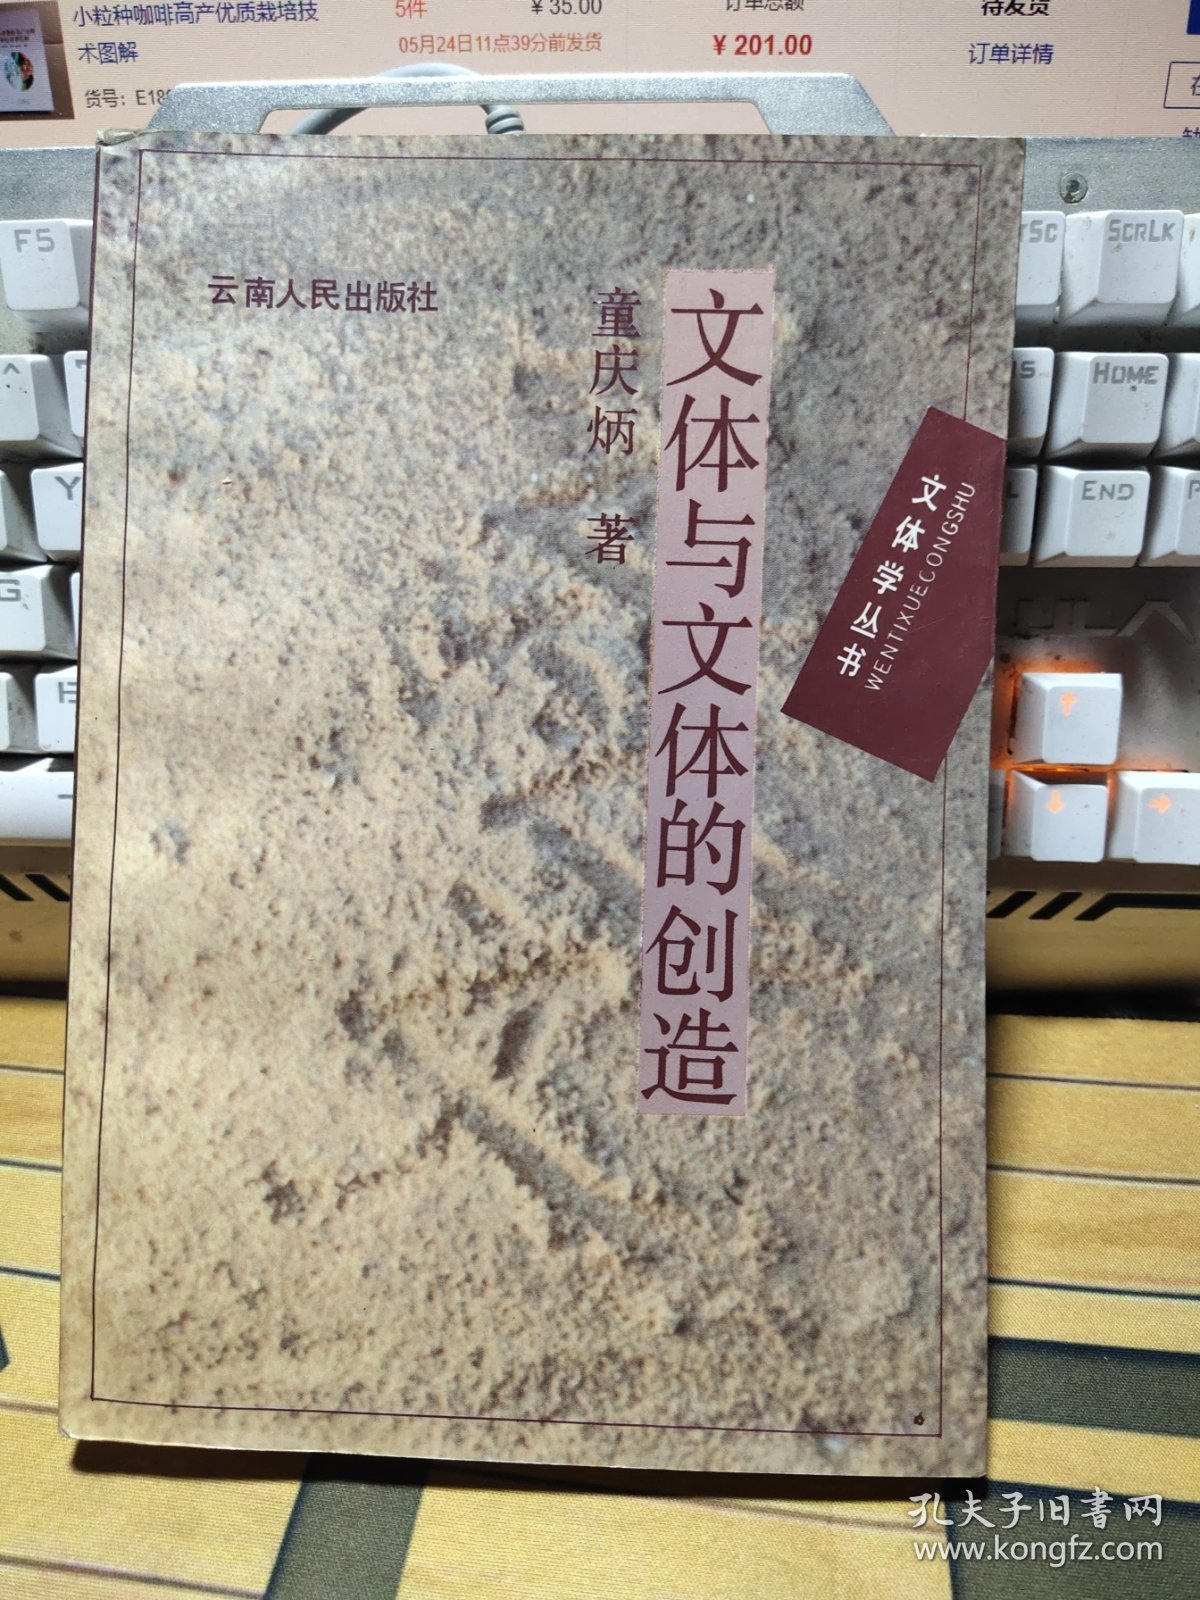 小粒种咖啡高产优质栽培技
术图解
5件
¥35.00
订单总额
待发货
05月24日11点39分前发货
¥ 201.00
订单详情
货号：E18
云南人民出版社
童庆炳 著
文体与文体的创造
文体学丛书
WENTIXUECONGSHU
F5
ScrLk
Home
End
Y
G
↑
↓
→
孔夫子旧书网
www.kongfz.com